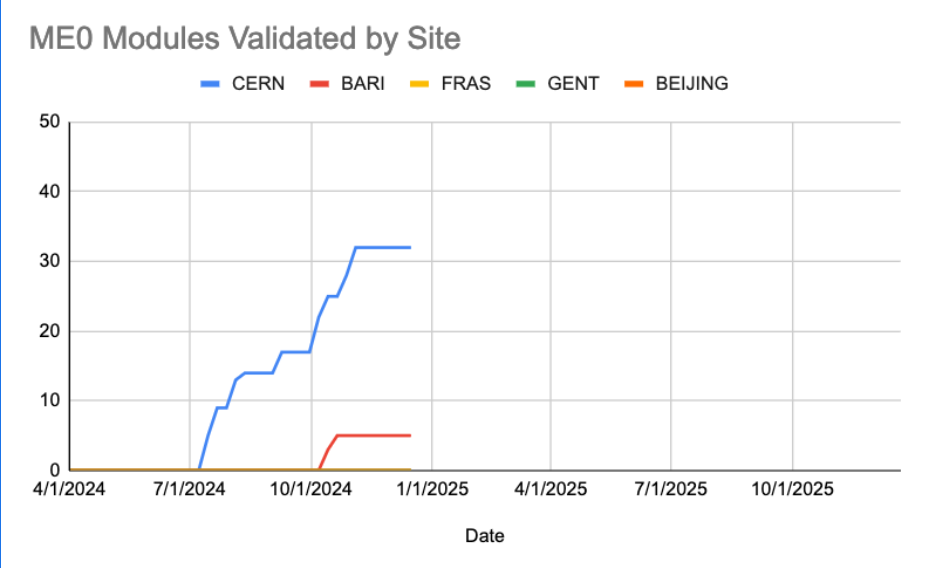 ME0 Modules Validated by Site
CERN BARI FRAS GENT BEIJING
50
40
30
20
10
0
4/1/2024 7/1/2024 10/1/2024 1/1/2025 4/1/2025 7/1/2025 10/1/2025
Date